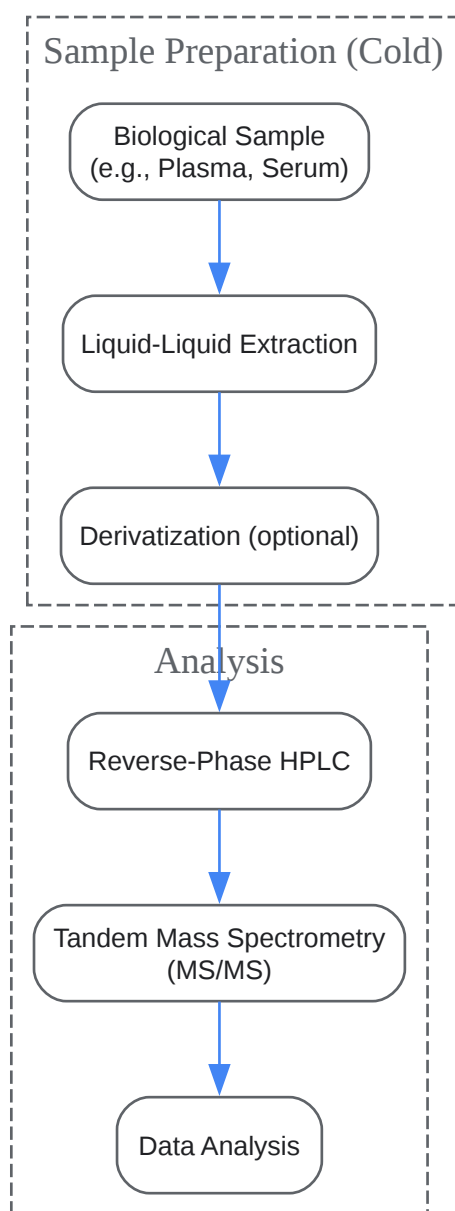 Sample Preparation (Cold)
Biological Sample
(e.g., Plasma, Serum)
Liquid-Liquid Extraction
Derivatization (optional)
Analysis
Reverse-Phase HPLC
Tandem Mass Spectrometry
(MS/MS)
Data Analysis